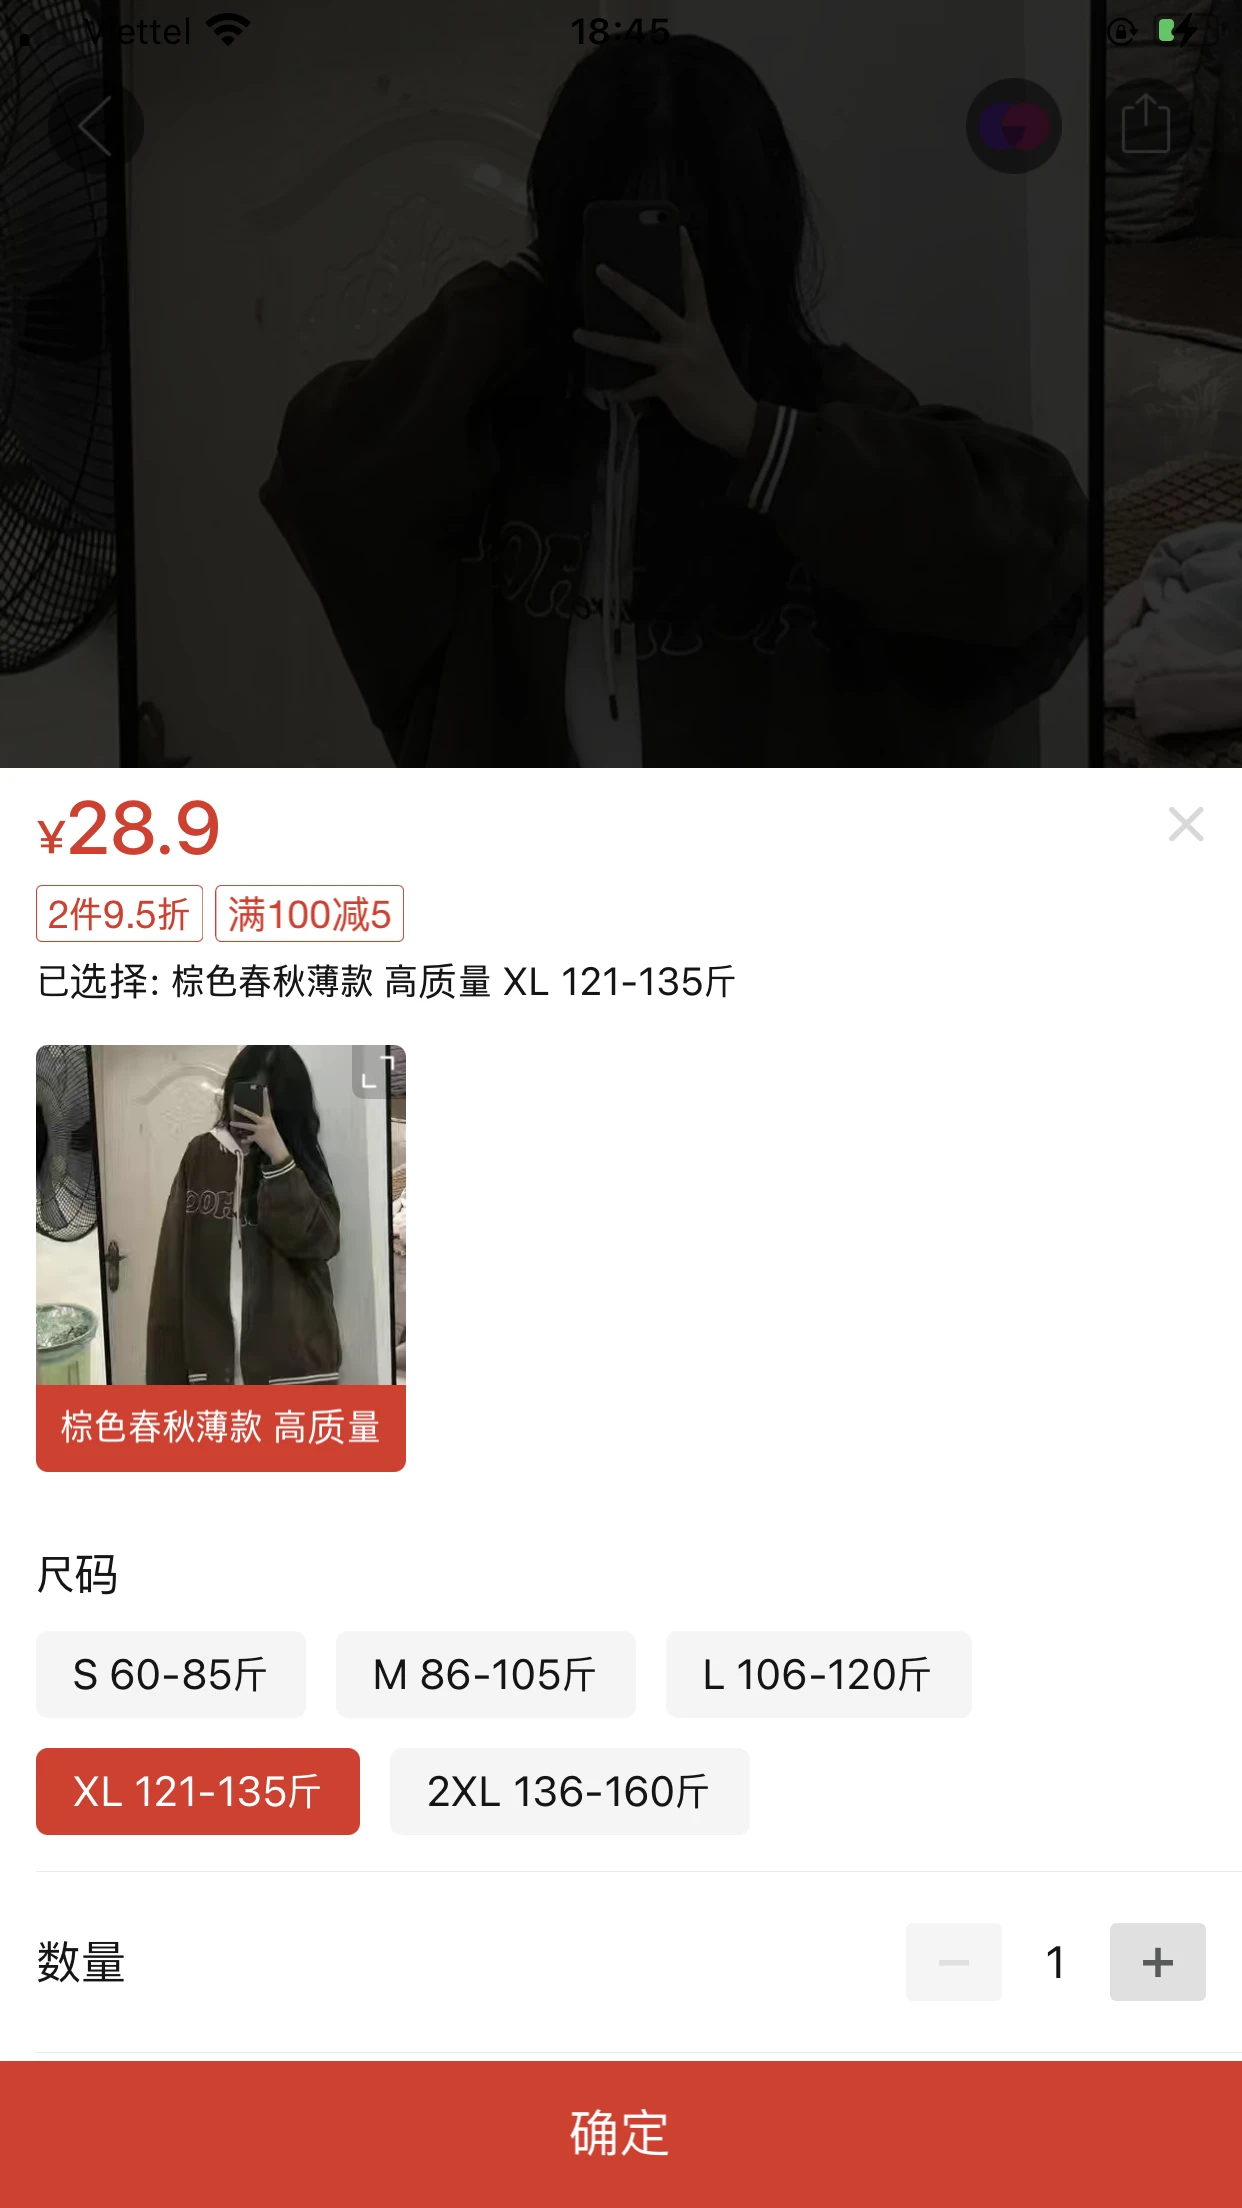 Viettel 18:45
¥28.9
2件9.5折 满100减5
已选择: 棕色春秋薄款 高质量 XL 121-135斤
棕色春秋薄款 高质量
尺码
S 60-85斤 M 86-105斤 L 106-120斤
XL 121-135斤 2XL 136-160斤
数量 1
确定